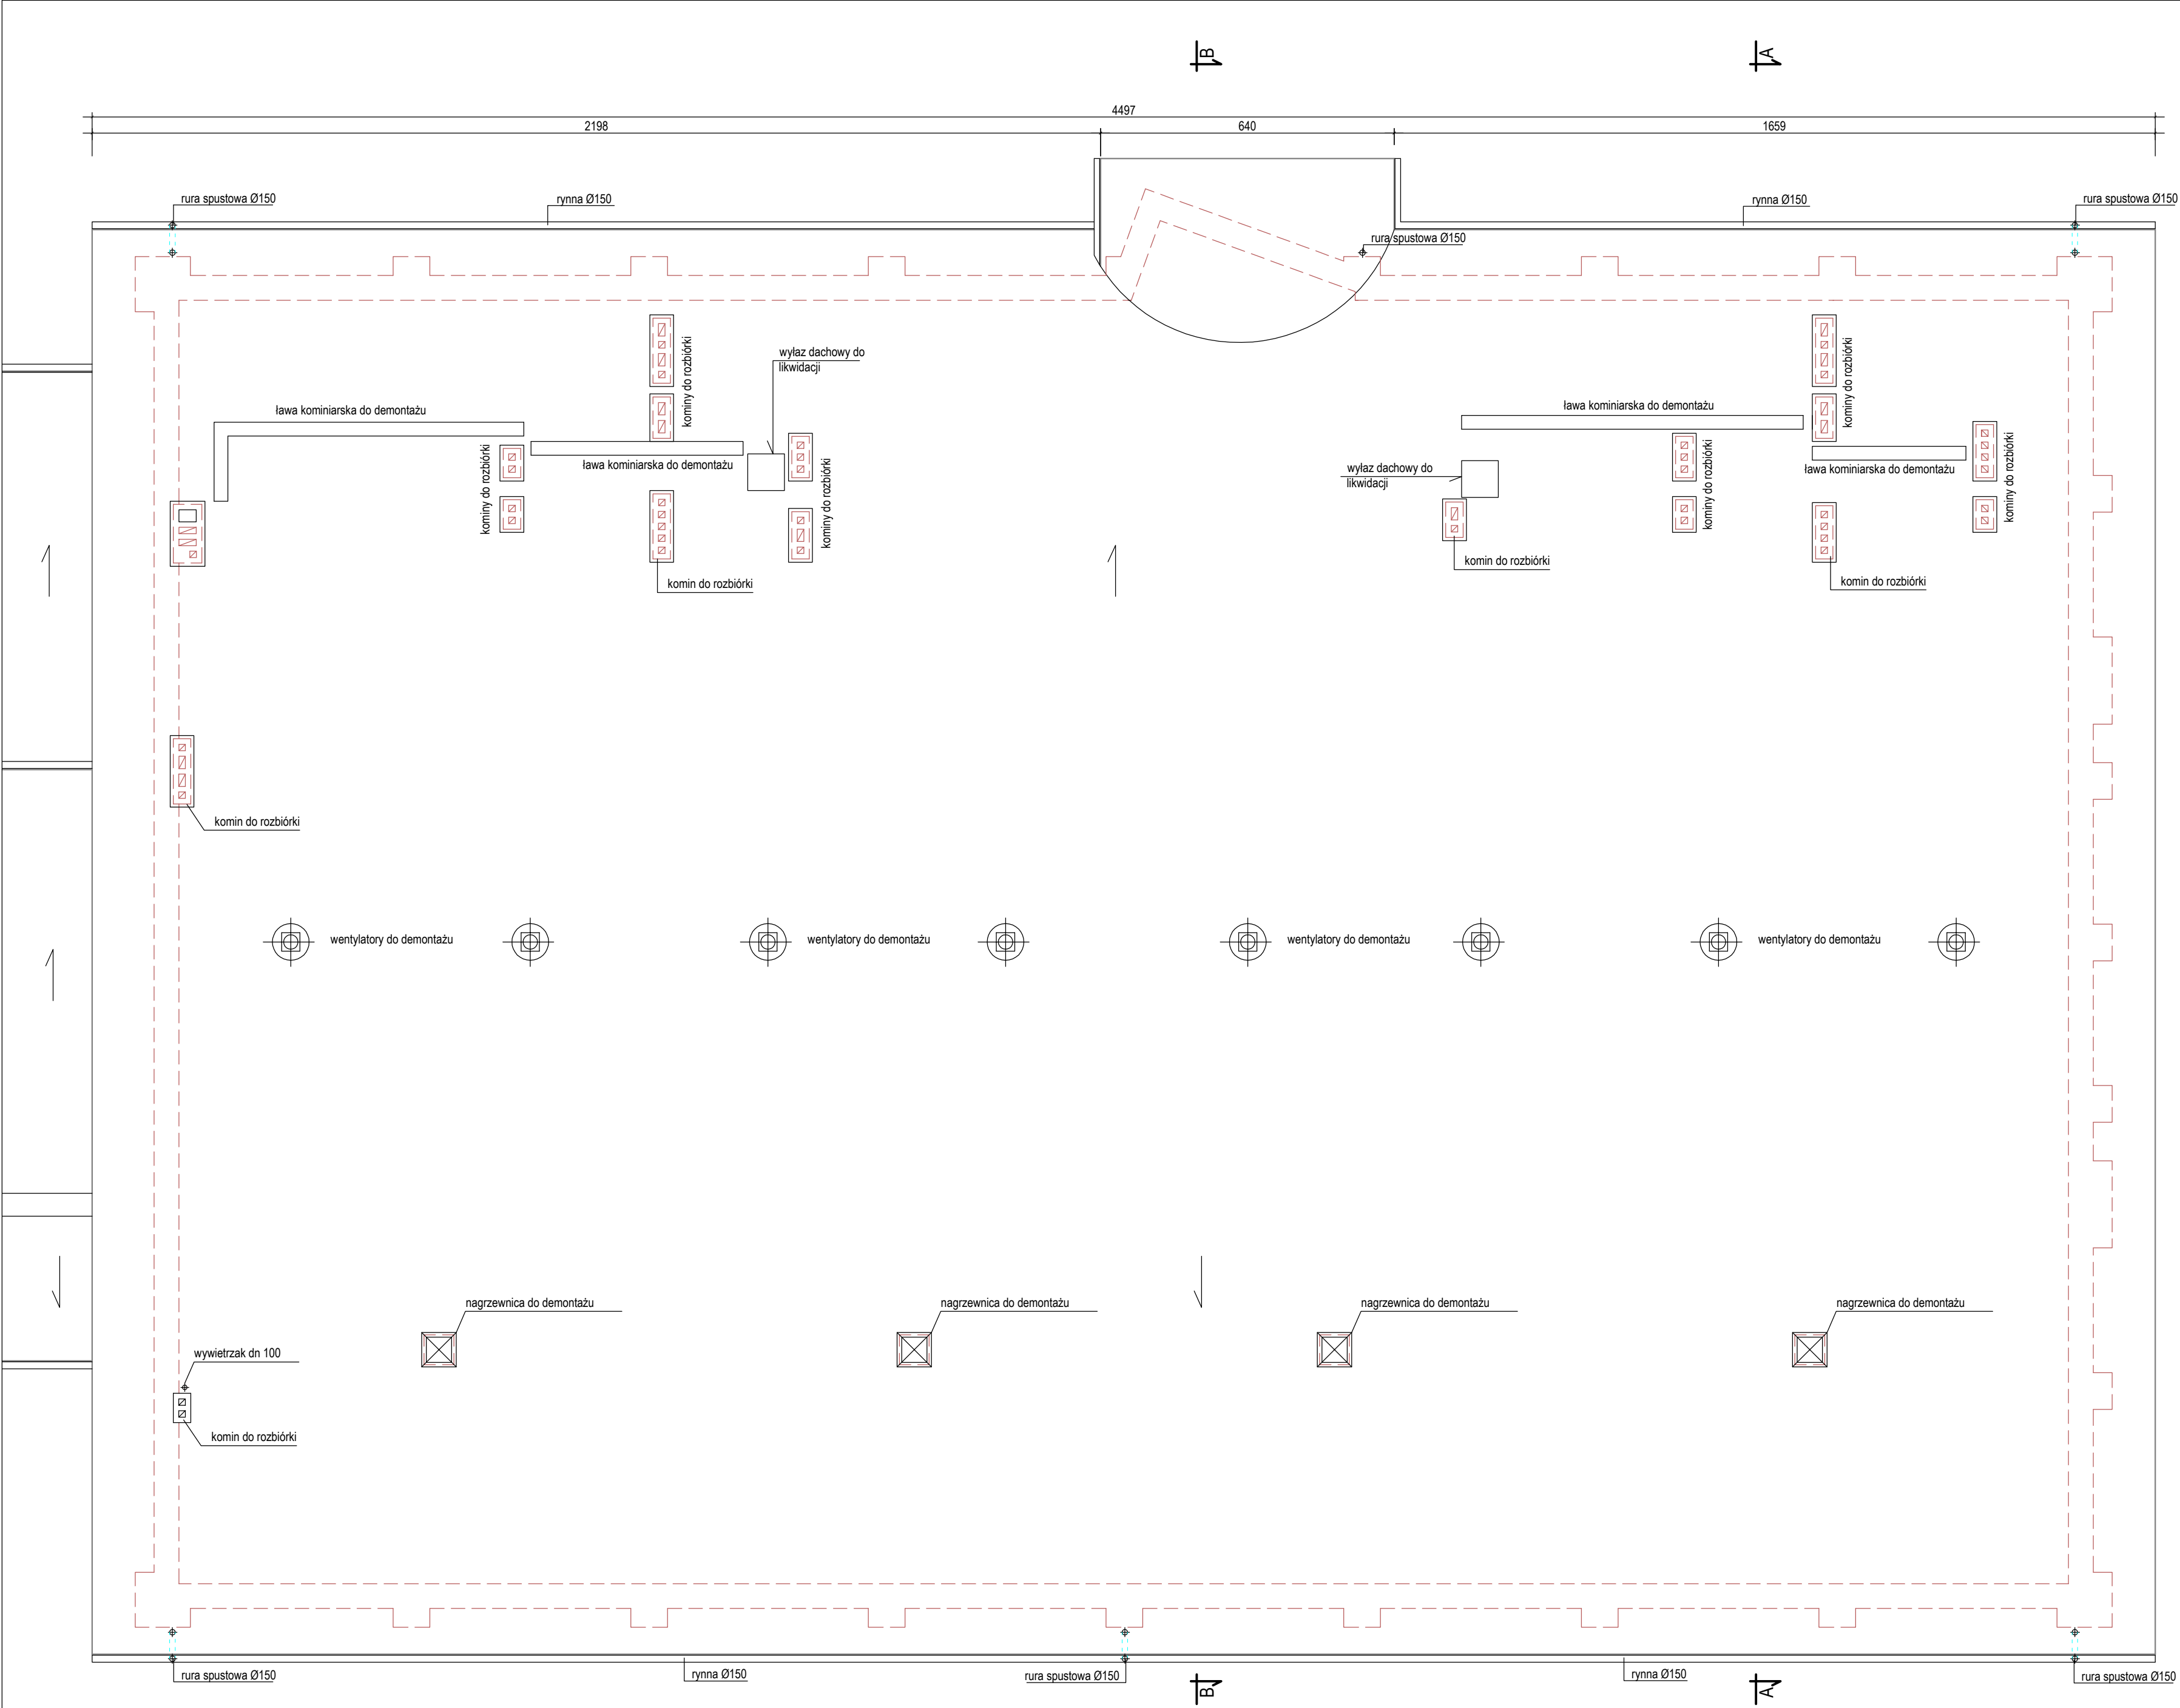 B
A
4497
2198
640
1659
rura spustowa Ø150
rynna Ø150
rynna Ø150
rura spustowa Ø150
rura spustowa Ø150
kominy do rozbiórki
wyłaz dachowy do
likwidacji
kominy do rozbiórki
ława kominiarska do demontażu
ława kominiarska do demontażu
kominy do rozbiórki
ława kominiarska do demontażu
kominy do rozbiórki
wyłaz dachowy do
likwidacji
kominy do rozbiórki
ława kominiarska do demontażu
kominy do rozbiórki
komin do rozbiórki
komin do rozbiórki
komin do rozbiórki
komin do rozbiórki
wentylatory do demontażu
wentylatory do demontażu
wentylatory do demontażu
wentylatory do demontażu
nagrzewnica do demontażu
nagrzewnica do demontażu
nagrzewnica do demontażu
nagrzewnica do demontażu
wywietrzak dn 100
komin do rozbiórki
rura spustowa Ø150
rynna Ø150
rura spustowa Ø150
rynna Ø150
rura spustowa Ø150
B
A